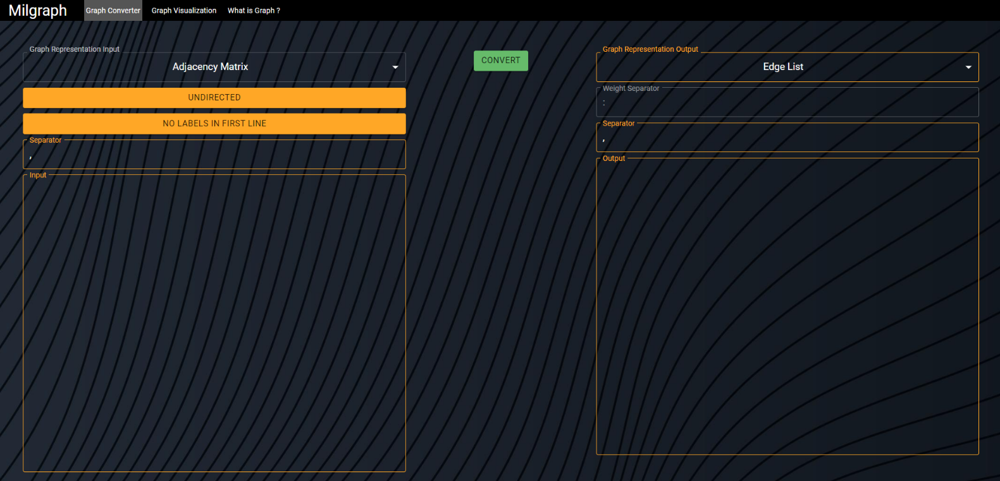 Milgraph
Graph Converter
Graph Visualization
What is Graph ?
Graph Representation Input
Adjacency Matrix
UNDIRECTED
NO LABELS IN FIRST LINE
Separator
,
Input
CONVERT
Graph Representation Output
Edge List
Weight Separator
:
Separator
,
Output